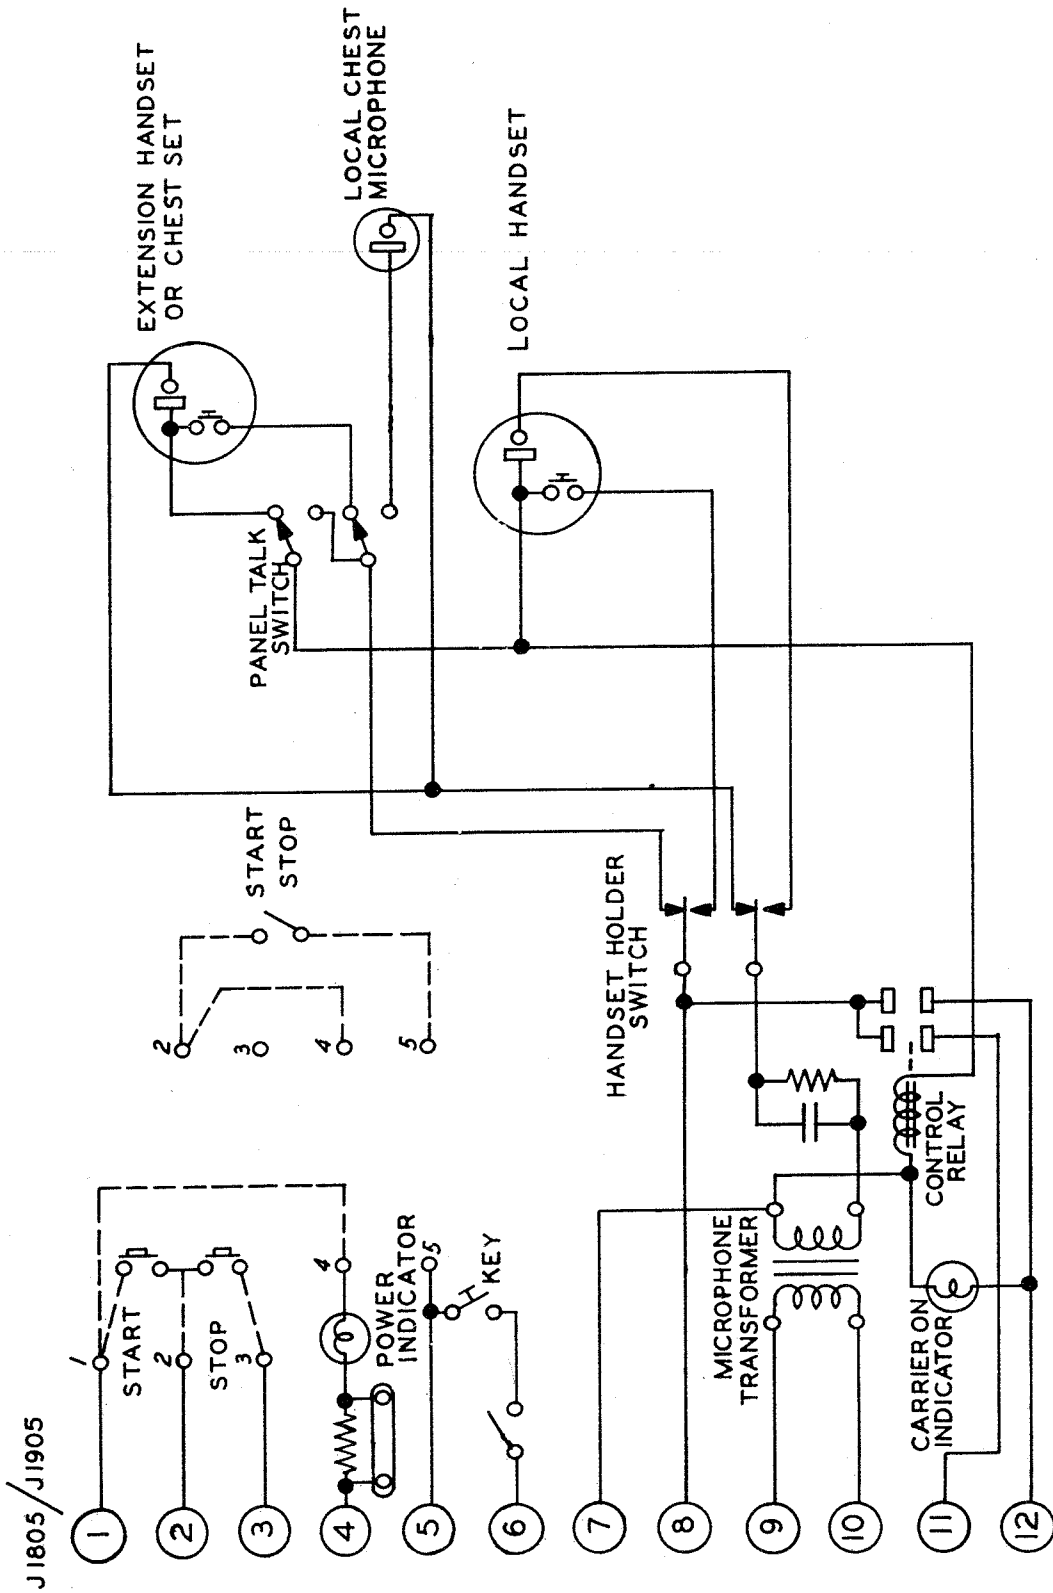 J1805/J1905
1
2
3
4
5
6
7
8
9
10
11
12
1
START
2
STOP
3
4
POWER
INDICATOR
5
KEY
2
3
4
5
START
STOP
MICROPHONE
TRANSFORMER
CARRIER ON
INDICATOR
CONTROL
RELAY
HANDSET HOLDER
SWITCH
PANEL TALK
SWITCH
EXTENSION HANDSET
OR CHEST SET
LOCAL CHEST
MICROPHONE
LOCAL HANDSET